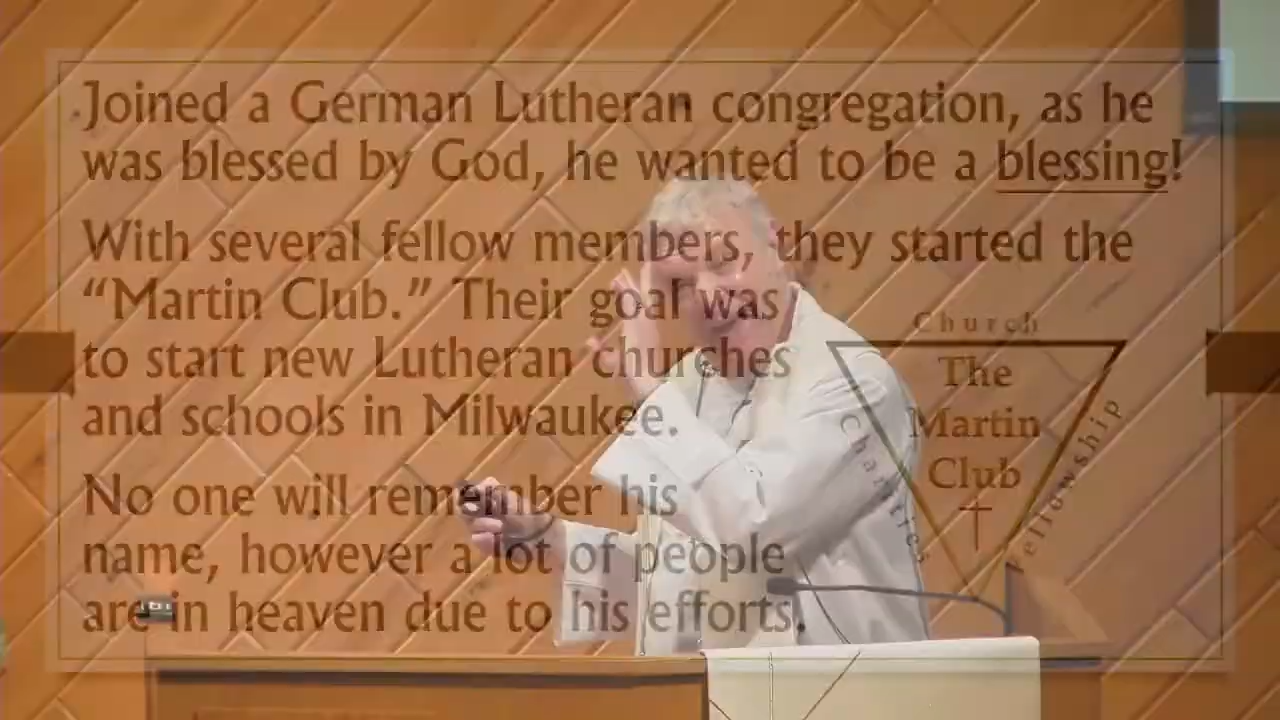 Joined a German Lutheran congregation, as he
was blessed by God, he wanted to be a blessing!
With several fellow members, they started the
“Martin Club.” Their goal was
to start new Lutheran churches
and schools in Milwaukee.
No one will remember his
name, however a lot of people
are in heaven due to his efforts.
Church
The
Martin
Club
Charities
Fellowship